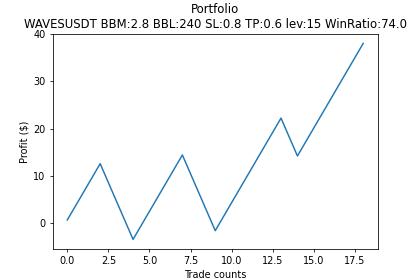 Portfolio
WAVESUSDT BBM:2.8 BBL:240 SL:0.8 TP:0.6 lev:15 WinRatio:74.0
40
30
20
10
0
Profit ($)
0.0 2.5 5.0 7.5 10.0 12.5 15.0 17.5
Trade counts